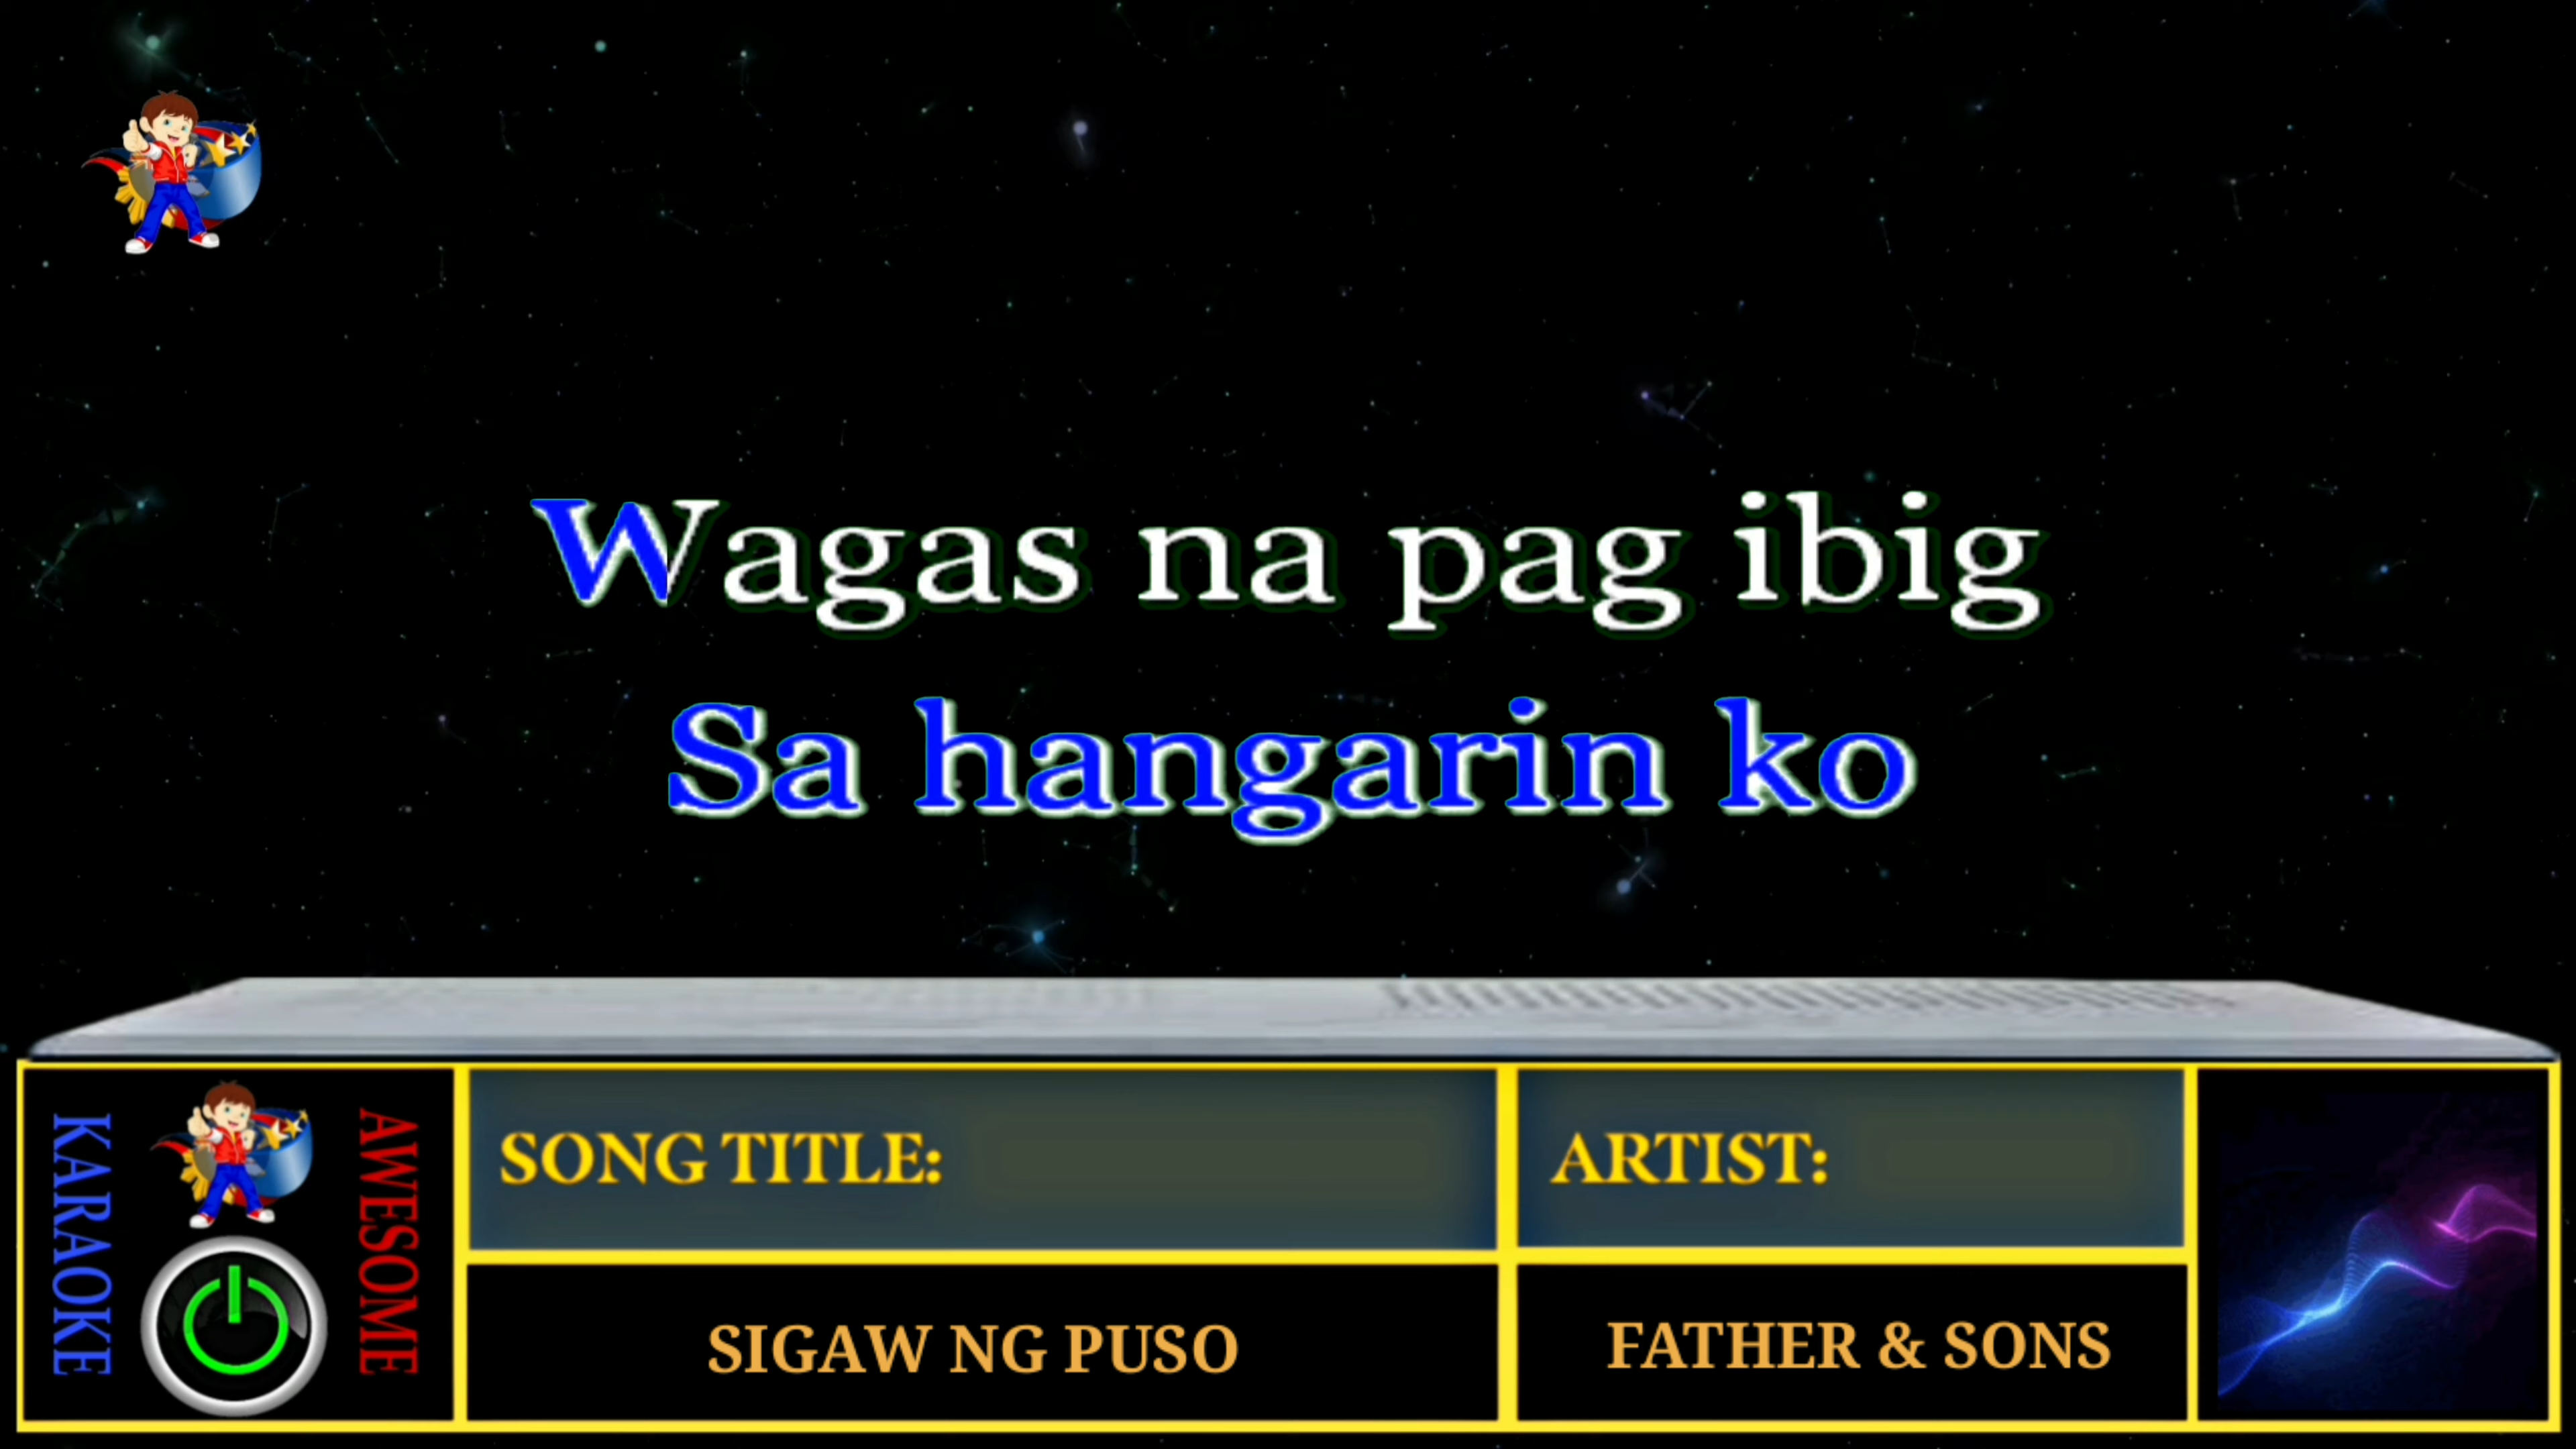 Wagas na pag ibig
Sa hangarin ko
KARAOKE
AWESOME
SONG TITLE:
ARTIST:
SIGAW NG PUSO
FATHER & SONS